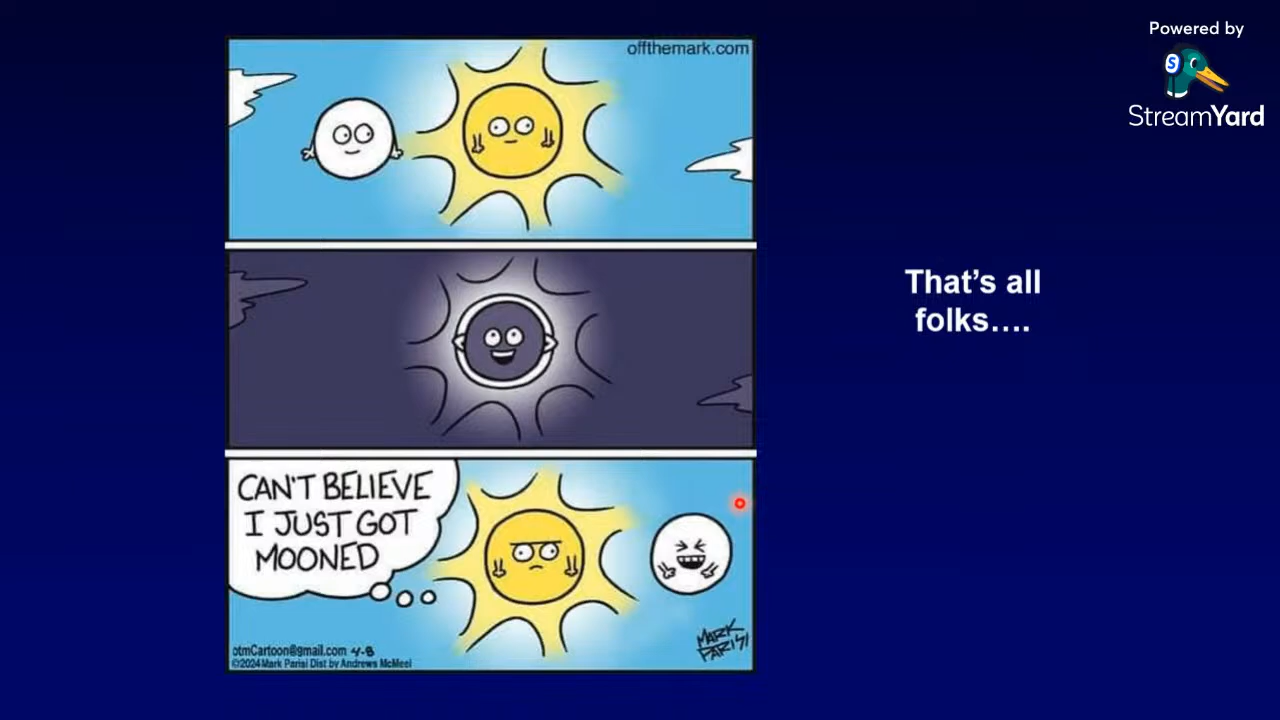 offthemark.com
CAN'T BELIEVE
I JUST GOT
MOONED
otmCartoon@gmail.com 4-8
©2024 Mark Parisi Dist by Andrews McMeel
MARK
PARISI
That's all
folks....
Powered by
S
StreamYard